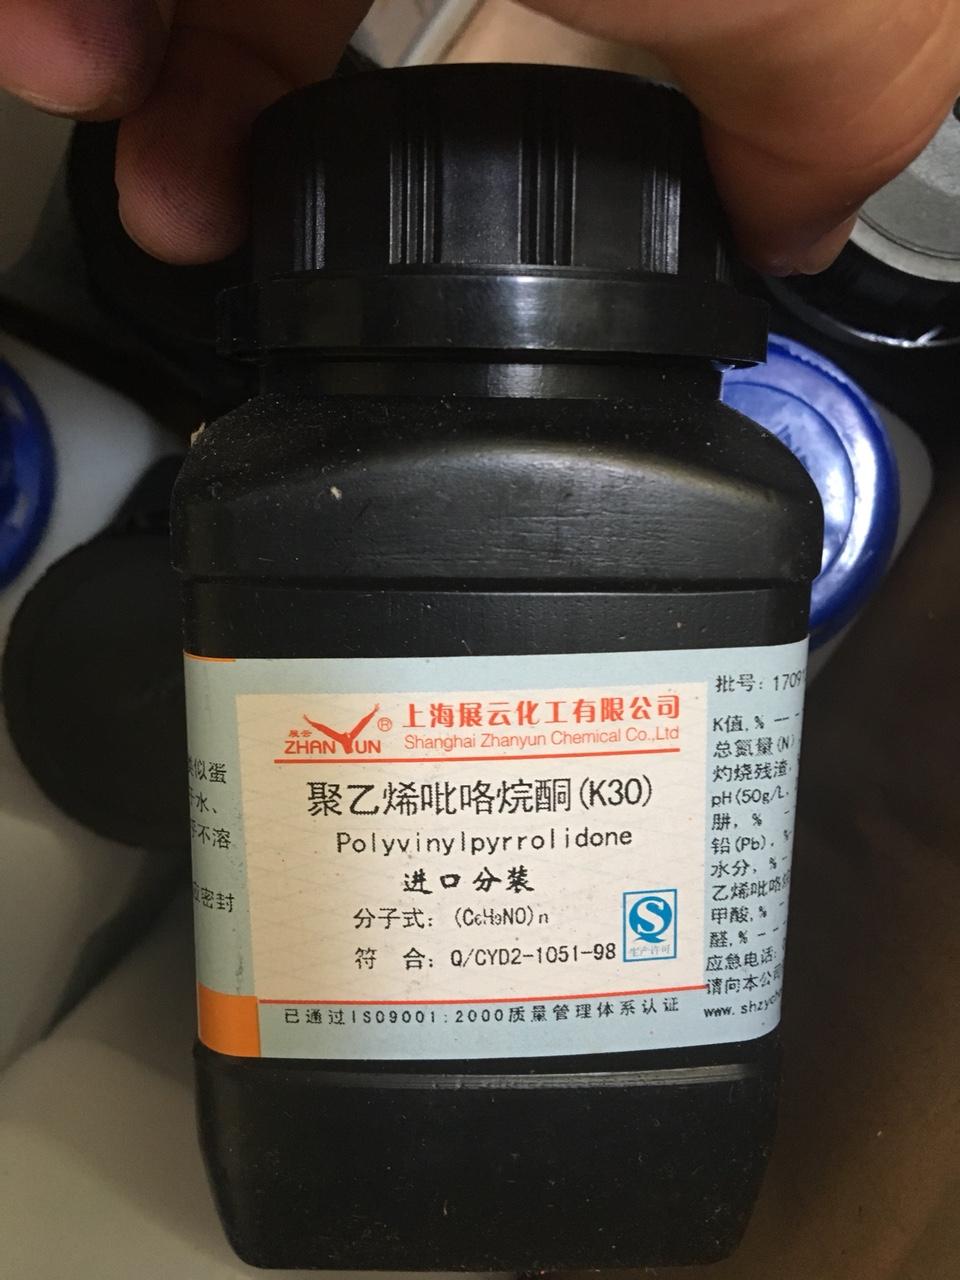 展云
ZHANYUN
®
上海展云化工有限公司
Shanghai Zhanyun Chemical Co.,Ltd
聚乙烯吡咯烷酮(K30)
Polyvinylpyrrolidone
进口分装
分子式: (C6H9NO)n
符 合: Q/CYD2-1051-98
S
生产许可
已通过ISO9001:2000质量管理体系认证
似蛋
水、
不溶
密封
批号: 1709
K值,% --
总氮量(N)
灼烧残渣,
pH(50g/L,
肼, %
铅(Pb), %
水分, % -
乙烯吡咯
甲酸,% -
醛,% --
应急电话:
请向本公司
www.shzych